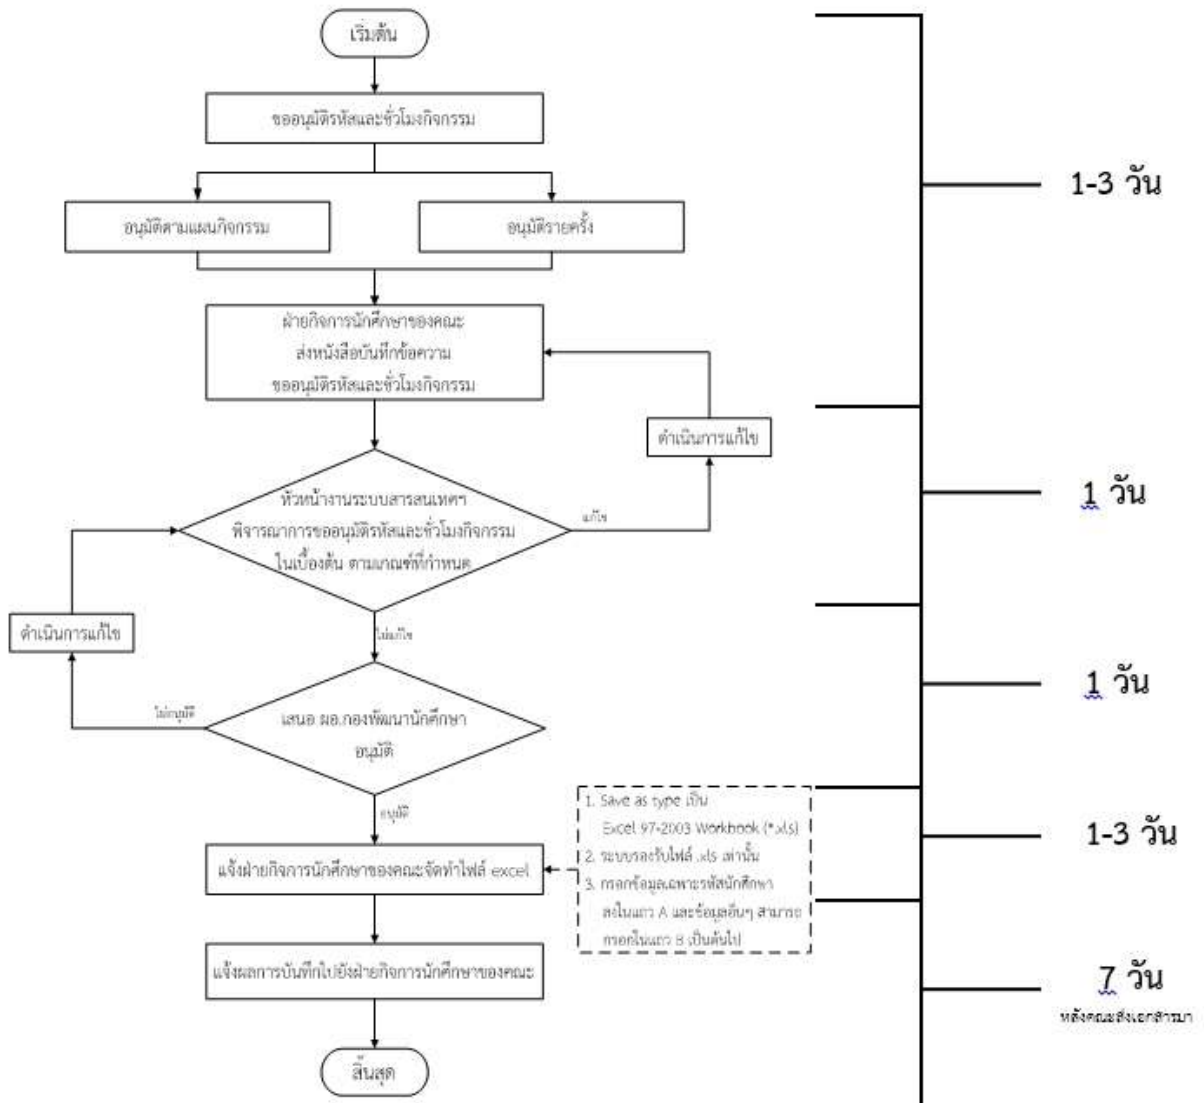 เริ่มต้น
ขออนุมัติรหัสและชั่วโมงกิจกรรม
อนุมัติตามแผนกิจกรรม
อนุมัติรายครั้ง
1-3 วัน
ฝ่ายกิจการนักศึกษาของคณะ
ส่งหนังสือบันทึกข้อความ
ขออนุมัติรหัสและชั่วโมงกิจกรรม
ดำเนินการแก้ไข
หัวหน้างานระบบสารสนเทศฯ
พิจารณาการขออนุมัติรหัสและชั่วโมงกิจกรรม
ในเบื้องต้น ตามเกณฑ์ที่กำหนด
แก้ไข
1 วัน
ดำเนินการแก้ไข
ไม่แก้ไข
ไม่อนุมัติ
เสนอ ผอ.กองพัฒนานักศึกษา
อนุมัติ
1 วัน
อนุมัติ
แจ้งฝ่ายกิจการนักศึกษาของคณะจัดทำไฟล์ excel
1. Save as type เป็น
Excel 97-2003 Workbook (*.xls)
2. ระบบรองรับไฟล์ .xls เท่านั้น
3. กรอกข้อมูลเฉพาะรหัสนักศึกษา
ลงในแถว A และข้อมูลอื่นๆ สามารถ
กรอกในแถว B เป็นต้นไป
1-3 วัน
แจ้งผลการบันทึกไปยังฝ่ายกิจการนักศึกษาของคณะ
7 วัน
หลังคณะส่งเอกสารมา
สิ้นสุด